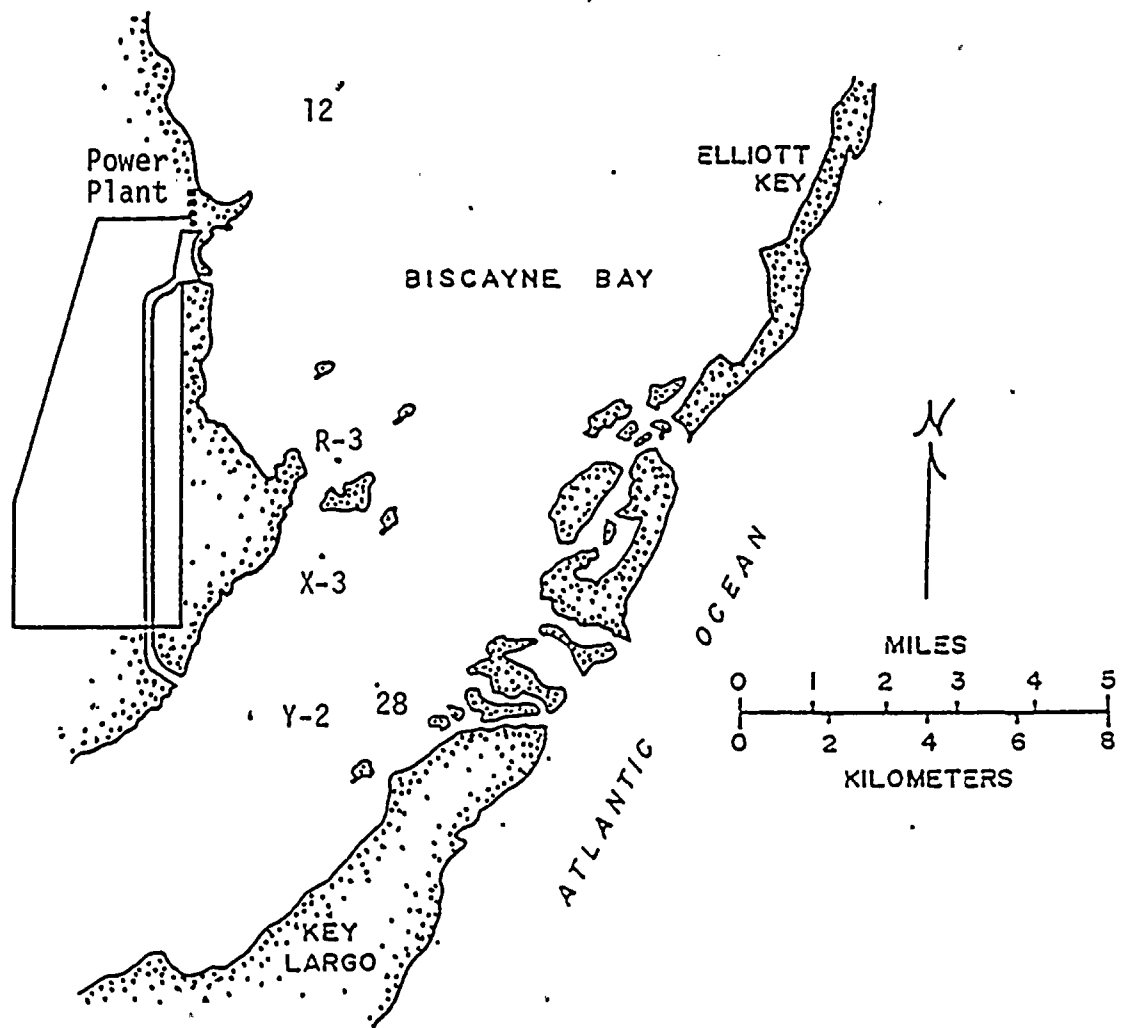 12
Power
Plant
ELLIOTT
KEY
BISCAYNE BAY
N
R-3
X-3
OCEAN
MILES
0 1 2 3 4 5
0 2 4 6 8
KILOMETERS
Y-2
28
ATLANTIC
KEY
LARGO